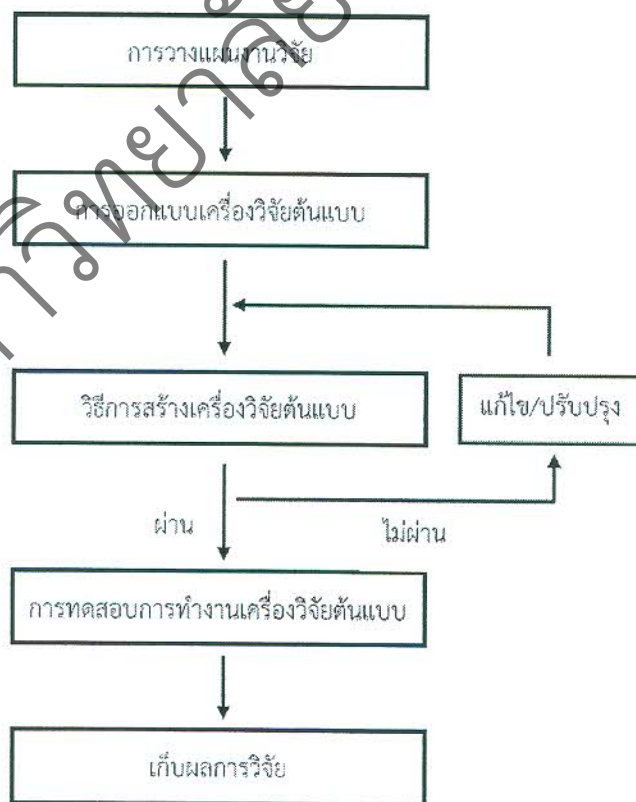 การวางแผนงานวิจัย
การออกแบบเครื่องวิจัยต้นแบบ
วิธีการสร้างเครื่องวิจัยต้นแบบ
แก้ไข/ปรับปรุง
ผ่าน
ไม่ผ่าน
การทดสอบการทำงานเครื่องวิจัยต้นแบบ
เก็บผลการวิจัย